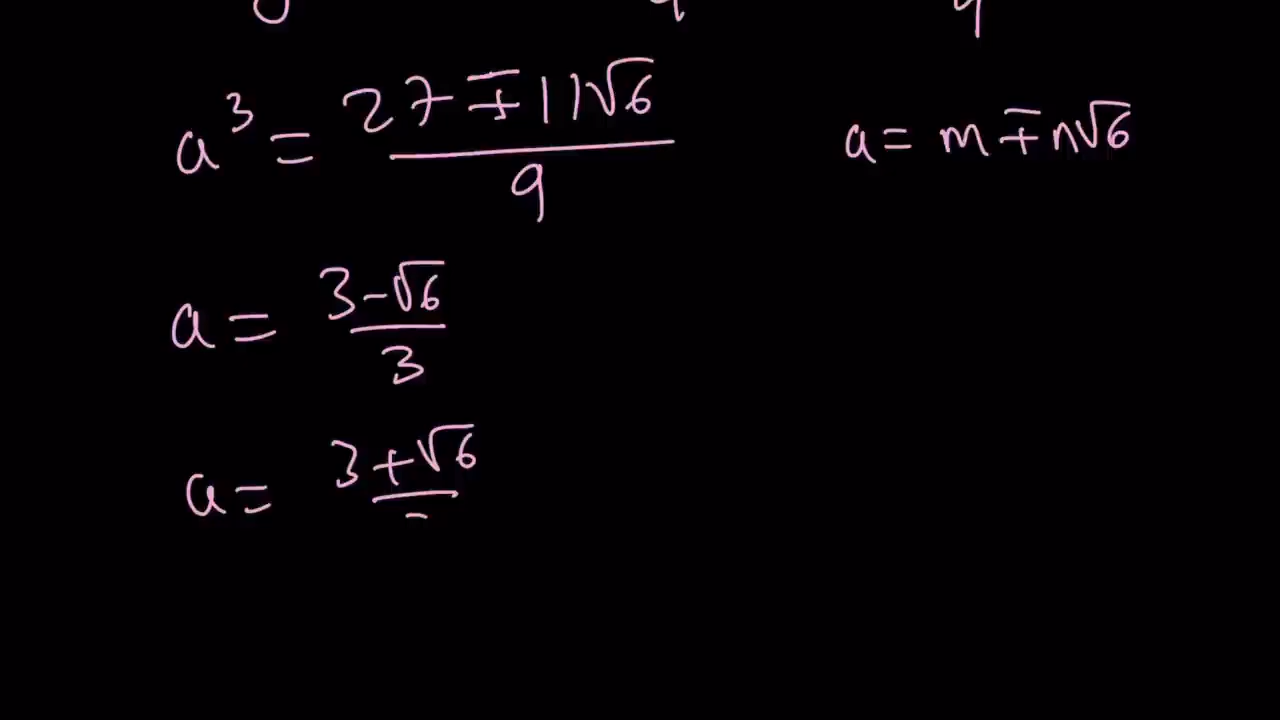 a³ = (27 ∓ 11√6)/9
a = m ∓ n√6
a = (3 - √6)/3
a = 3 + √6